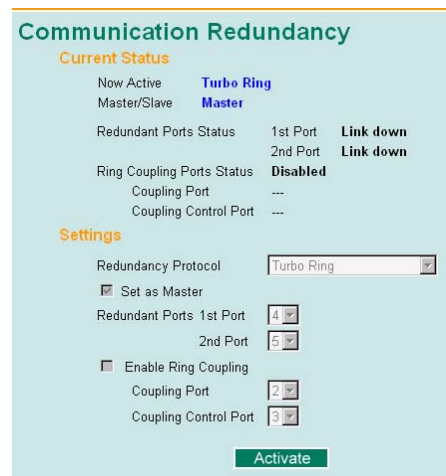 Communication Redundancy
Current Status
Now Active Turbo Ring
Master/Slave Master
Redundant Ports Status 1st Port Link down
2nd Port Link down
Ring Coupling Ports Status Disabled
Coupling Port ---
Coupling Control Port ---
Settings
Redundancy Protocol Turbo Ring
Set as Master
Redundant Ports 1st Port 4
2nd Port 5
Enable Ring Coupling
Coupling Port 2
Coupling Control Port 3
Activate